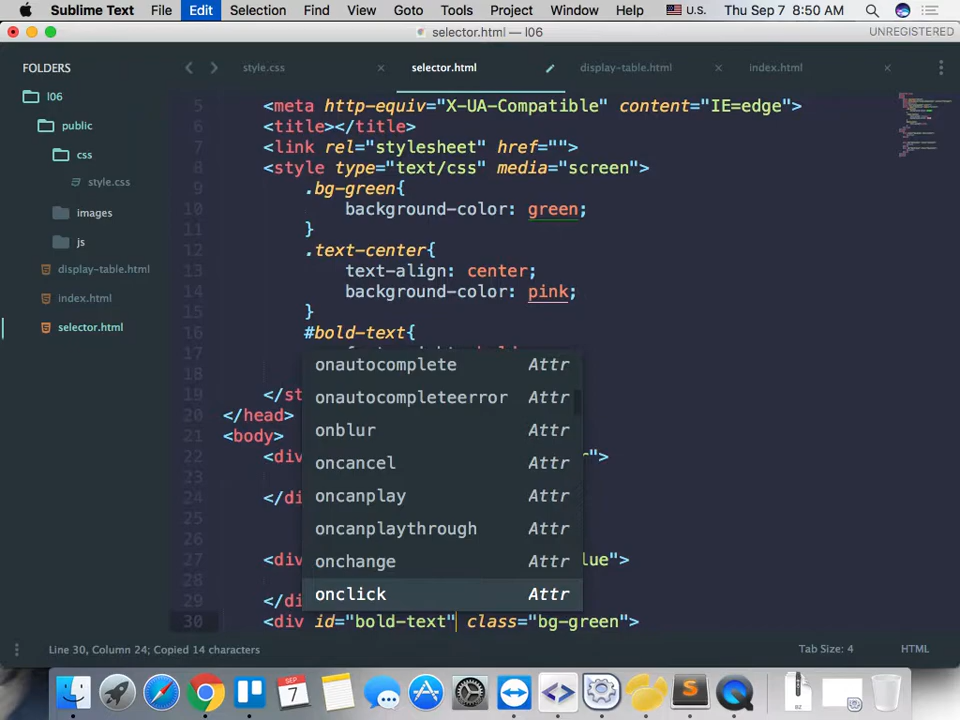 Sublime Text File Edit Selection Find View Goto Tools Project Window Help U.S. Thu Sep 7 8:50 AM
selector.html — l06 UNREGISTERED
FOLDERS
l06
public
css
style.css
images
js
display-table.html
index.html
selector.html
style.css selector.html display-table.html index.html
5 <meta http-equiv="X-UA-Compatible" content="IE=edge">
6 <title></title>
7 <link rel="stylesheet" href="">
8 <style type="text/css" media="screen">
9 .bg-green{
10 background-color: green;
11 }
12 .text-center{
13 text-align: center;
14 background-color: pink;
15 }
16 #bold-text{
17
18
19 </st
20 </head>
21 <body>
22 <div r">
23
24 </di
25
26
27 <div lue">
28
29 </di
30 <div id="bold-text" class="bg-green">
onautocomplete Attr
onautocompleteerror Attr
onblur Attr
oncancel Attr
oncanplay Attr
oncanplaythrough Attr
onchange Attr
onclick Attr
Line 30, Column 24; Copied 14 characters Tab Size: 4 HTML
SEP
7